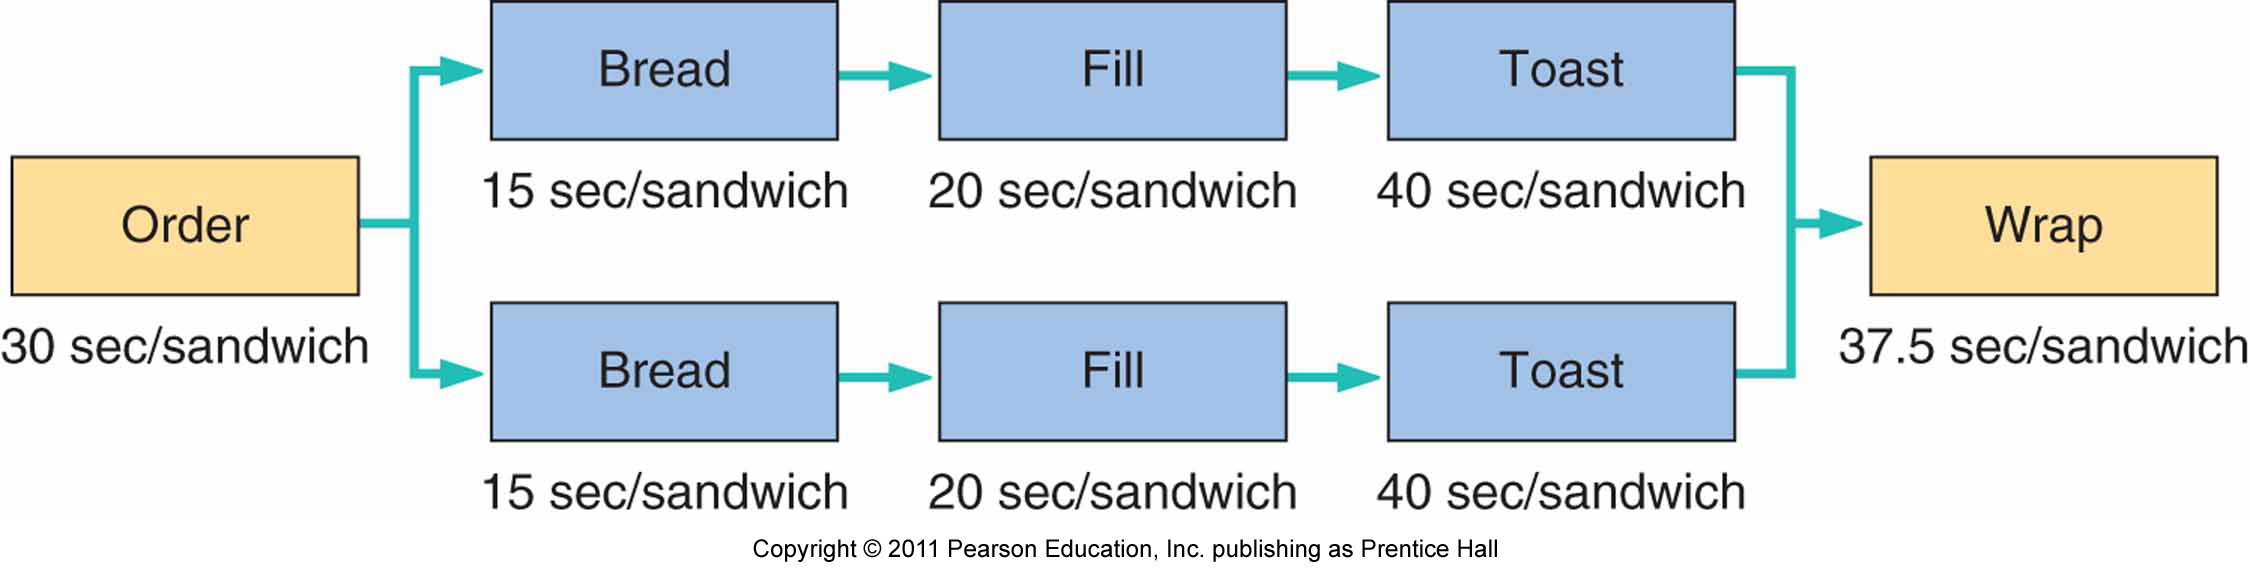 Bread
Fill
Toast
15 sec/sandwich
20 sec/sandwich
40 sec/sandwich
Order
30 sec/sandwich
Wrap
37.5 sec/sandwich
Bread
Fill
Toast
15 sec/sandwich
20 sec/sandwich
40 sec/sandwich
Copyright © 2011 Pearson Education, Inc. publishing as Prentice Hall